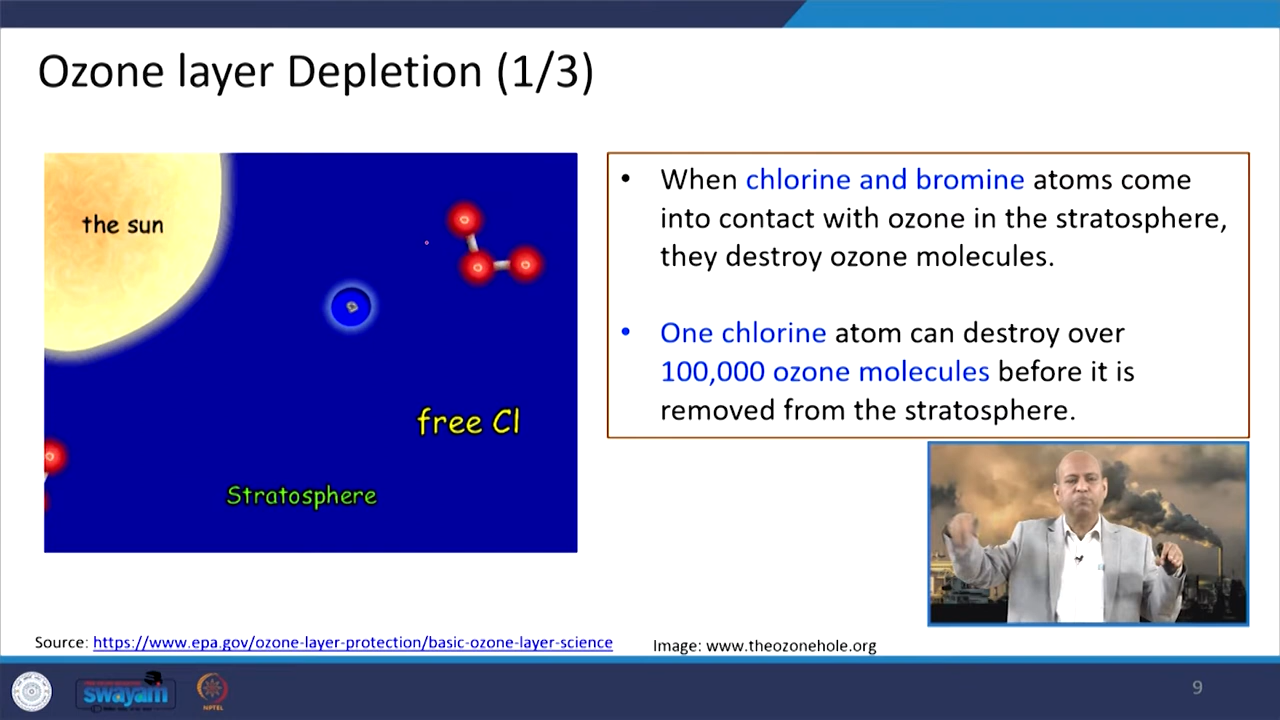 Ozone layer Depletion (1/3)
the sun
free Cl
Stratosphere
• When chlorine and bromine atoms come
into contact with ozone in the stratosphere,
they destroy ozone molecules.
• One chlorine atom can destroy over
100,000 ozone molecules before it is
removed from the stratosphere.
Source: https://www.epa.gov/ozone-layer-protection/basic-ozone-layer-science
Image: www.theozonehole.org
swayam
NPTEL
9